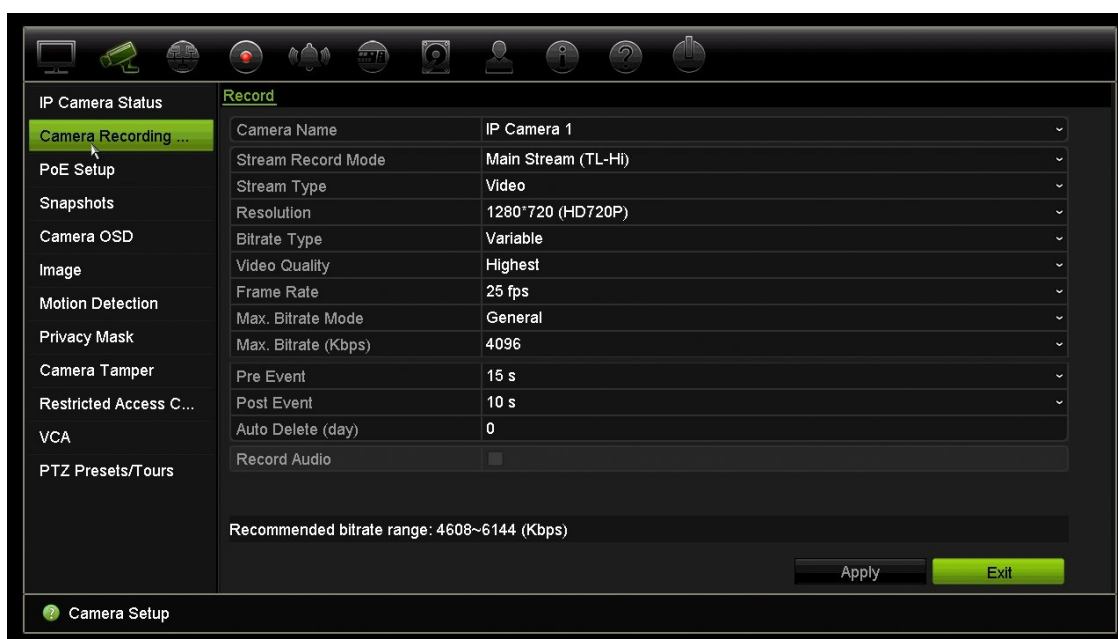 Record
IP Camera Status
Camera Recording ...
PoE Setup
Snapshots
Camera OSD
Image
Motion Detection
Privacy Mask
Camera Tamper
Restricted Access C...
VCA
PTZ Presets/Tours
Camera Name IP Camera 1
Stream Record Mode Main Stream (TL-Hi)
Stream Type Video
Resolution 1280*720 (HD720P)
Bitrate Type Variable
Video Quality Highest
Frame Rate 25 fps
Max. Bitrate Mode General
Max. Bitrate (Kbps) 4096
Pre Event 15 s
Post Event 10 s
Auto Delete (day) 0
Record Audio
Recommended bitrate range: 4608~6144 (Kbps)
Apply Exit
? Camera Setup